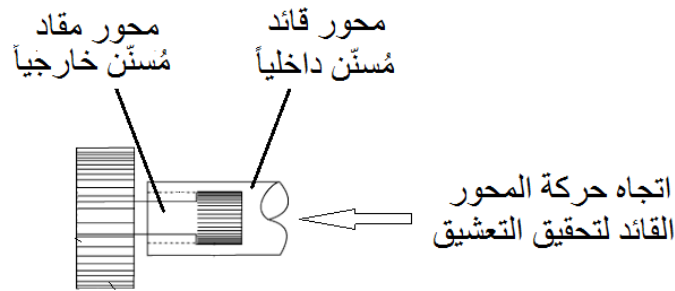 محور قائد
مُسنّن داخلياً
محور مقاد
مُسنّن خارجياً
اتجاه حركة المحور
القائد لتحقيق التعشيق